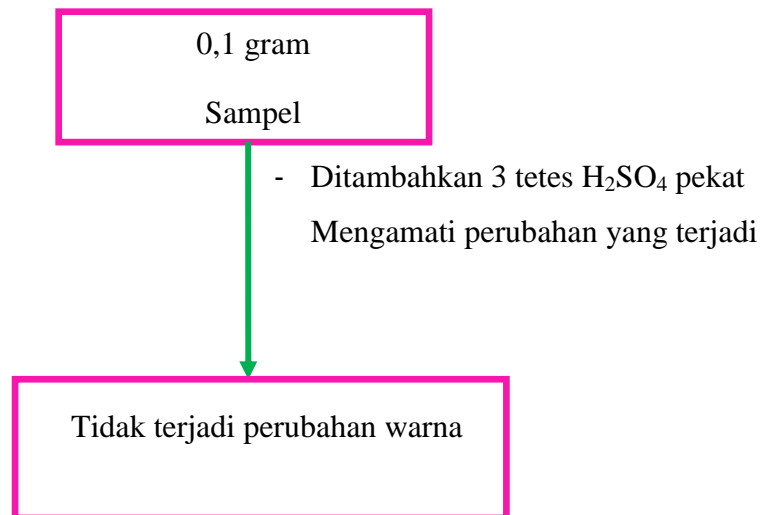 0,1 gram
Sampel
- Ditambahkan 3 tetes H₂SO₄ pekat
Mengamati perubahan yang terjadi
Tidak terjadi perubahan warna